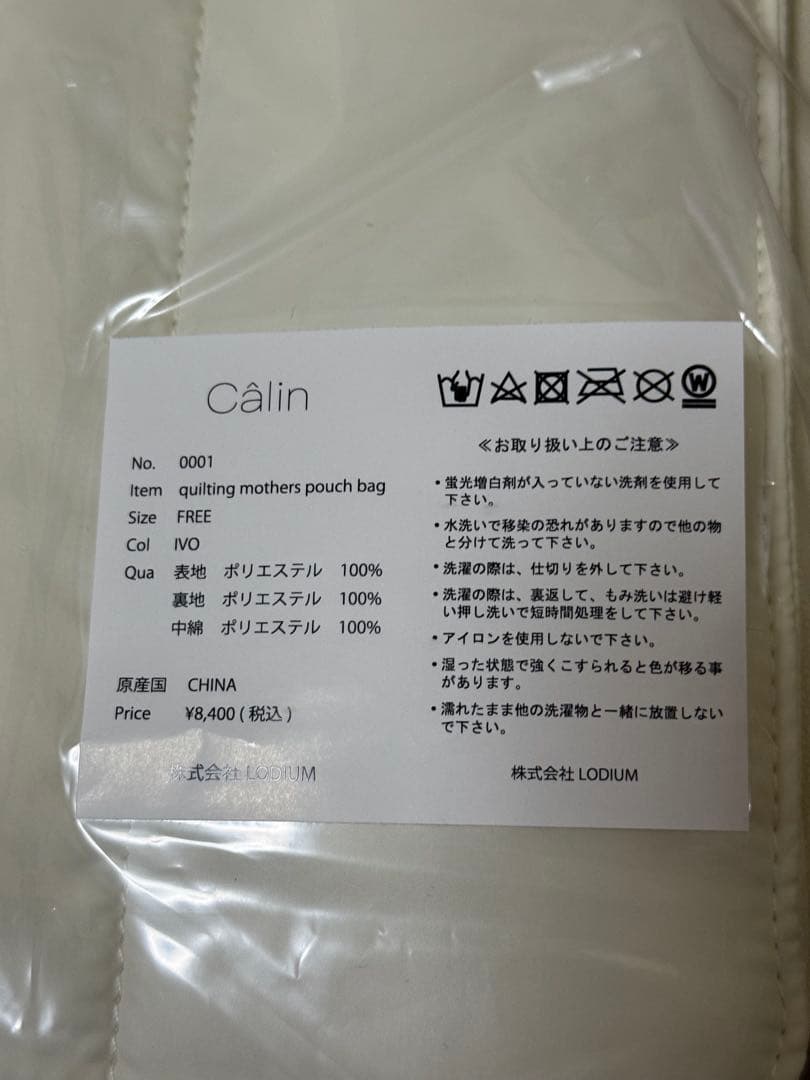 Câlin
No. 0001
Item quilting mothers pouch bag
Size FREE
Col IVO
Qua 表地 ポリエステル 100%
裏地 ポリエステル 100%
中綿 ポリエステル 100%
原産国 CHINA
Price ¥8,400 ( 税込 )
株式会社 LODIUM
W
≪お取り扱い上のご注意≫
・蛍光増白剤が入っていない洗剤を使用して
下さい。
・水洗いで移染の恐れがありますので他の物
と分けて洗って下さい。
・洗濯の際は、仕切りを外して下さい。
・洗濯の際は、裏返して、もみ洗いは避け軽
い押し洗いで短時間処理をして下さい。
・アイロンを使用しないで下さい。
・湿った状態で強くこすられると色が移る事
があります。
・濡れたまま他の洗濯物と一緒に放置しない
で下さい。
株式会社 LODIUM